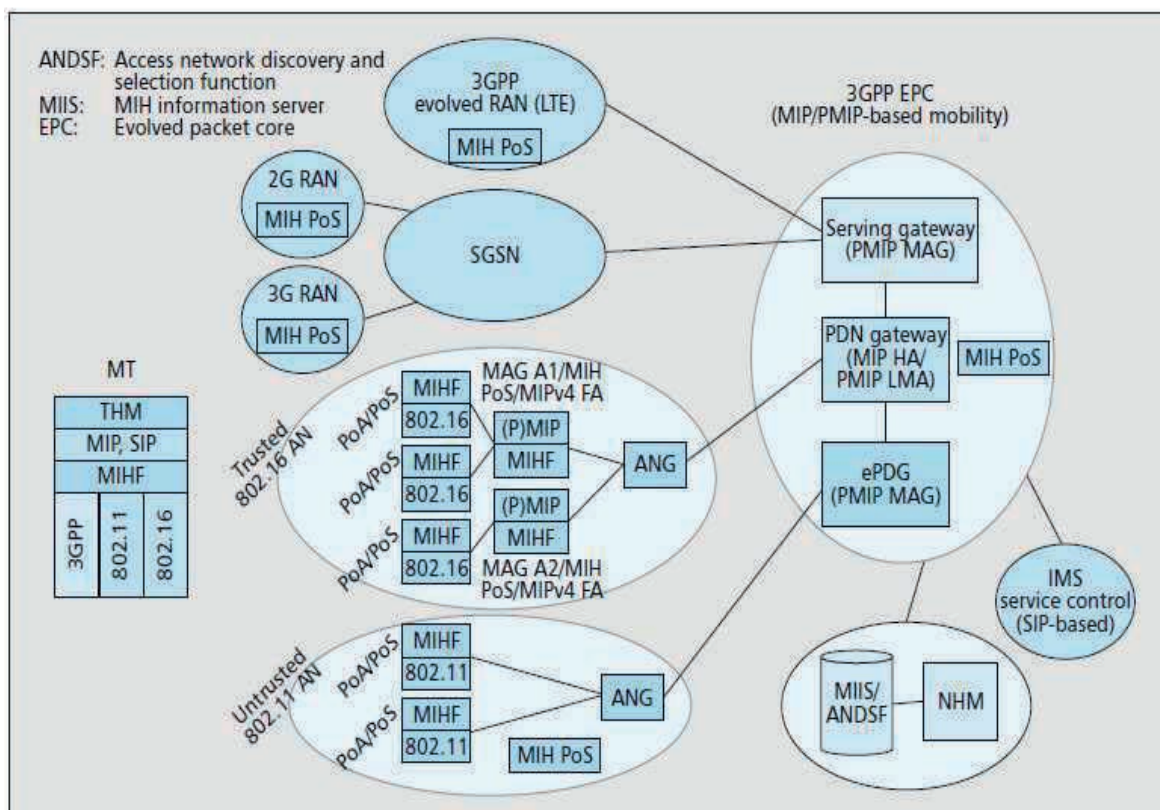 ANDSF: Access network discovery and
selection function
MIIS: MIH information server
EPC: Evolved packet core
3GPP
evolved RAN (LTE)
MIH PoS
3GPP EPC
(MIP/PMIP-based mobility)
2G RAN
MIH PoS
SGSN
3G RAN
MIH PoS
Serving gateway
(PMIP MAG)
PDN gateway
(MIP HA/
PMIP LMA)
MIH PoS
ePDG
(PMIP MAG)
MT
THM
MIP, SIP
MIHF
3GPP
802.11
802.16
Trusted
802.16 AN
PoA/PoS
MIHF
802.16
PoA/PoS
MIHF
802.16
PoA/PoS
MIHF
802.16
MAG A1/MIH
PoS/MIPv4 FA
(P)MIP
MIHF
(P)MIP
MIHF
MAG A2/MIH
PoS/MIPv4 FA
ANG
Untrusted
802.11 AN
PoA/PoS
MIHF
802.11
PoA/PoS
MIHF
802.11
ANG
MIH PoS
IMS
service control
(SIP-based)
MIIS/
ANDSF
NHM